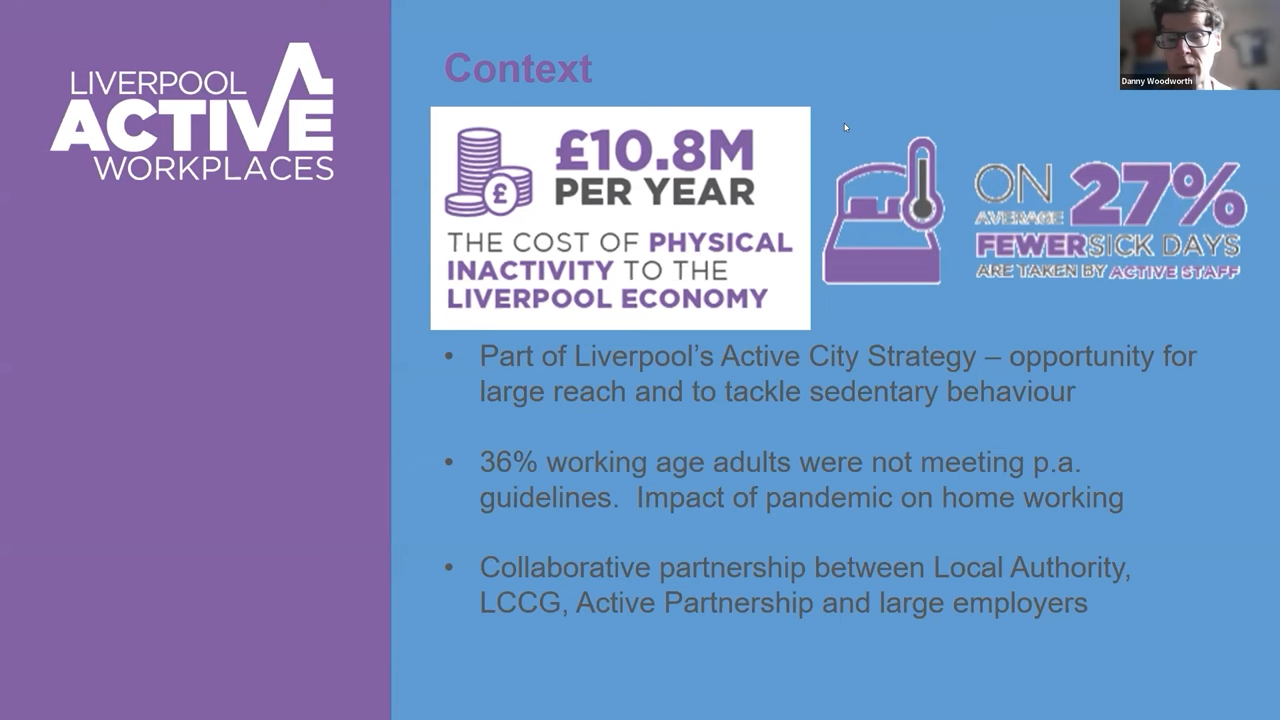 LIVERPOOL
ACTIVE
WORKPLACES
Context
Danny Woodworth
£10.8M
PER YEAR
£
THE COST OF PHYSICAL
INACTIVITY TO THE
LIVERPOOL ECONOMY
ON 27%
AVERAGE
FEWER SICK DAYS
ARE TAKEN BY ACTIVE STAFF
• Part of Liverpool’s Active City Strategy – opportunity for
large reach and to tackle sedentary behaviour
• 36% working age adults were not meeting p.a.
guidelines.  Impact of pandemic on home working
• Collaborative partnership between Local Authority,
LCCG, Active Partnership and large employers